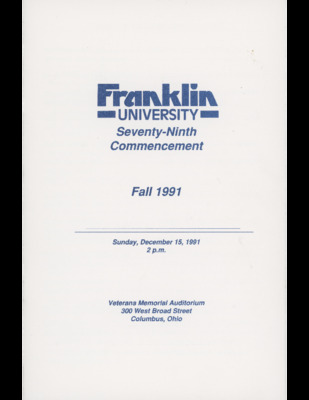 Franklin
UNIVERSITY
Seventy-Ninth
Commencement
Fall 1991
Sunday, December 15, 1991
2 p.m.
Veterans Memorial Auditorium
300 West Broad Street
Columbus, Ohio